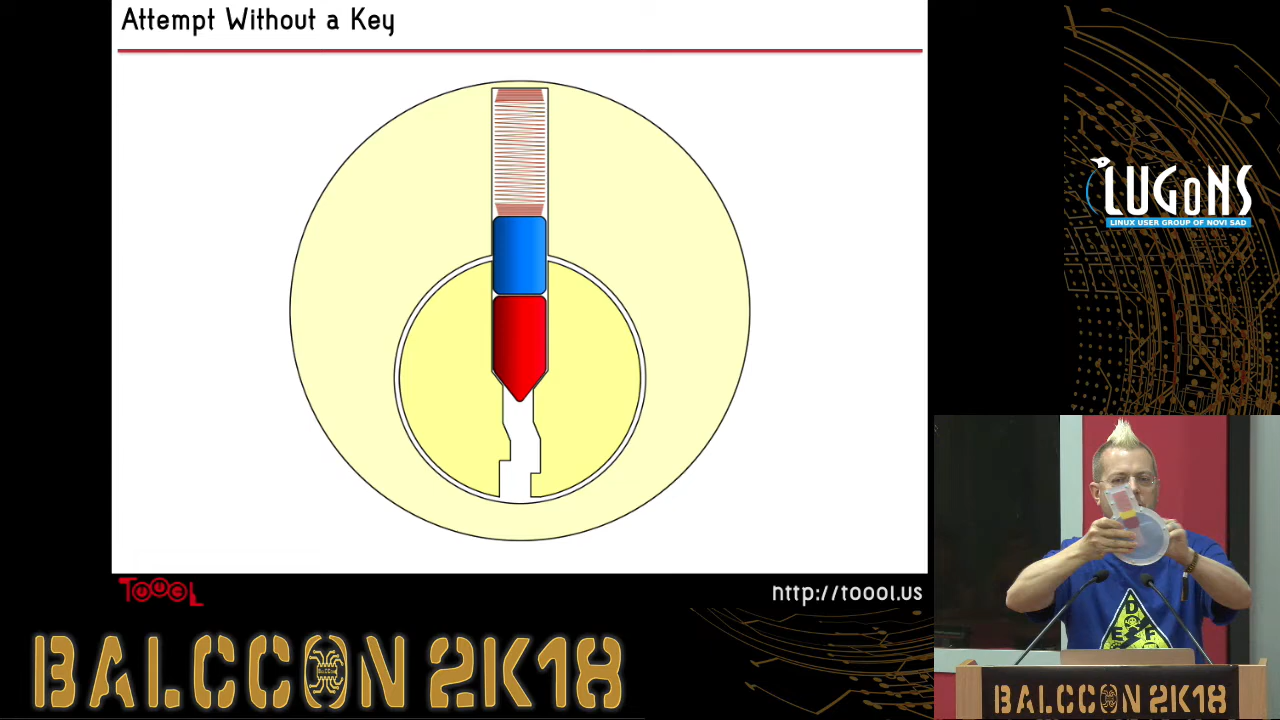 Attempt Without a Key
LUGoNS
LINUX USER GROUP OF NOVI SAD
TOOOL
http://toool.us
BALCCON 2K18
D
E F
BALCCON 2K18